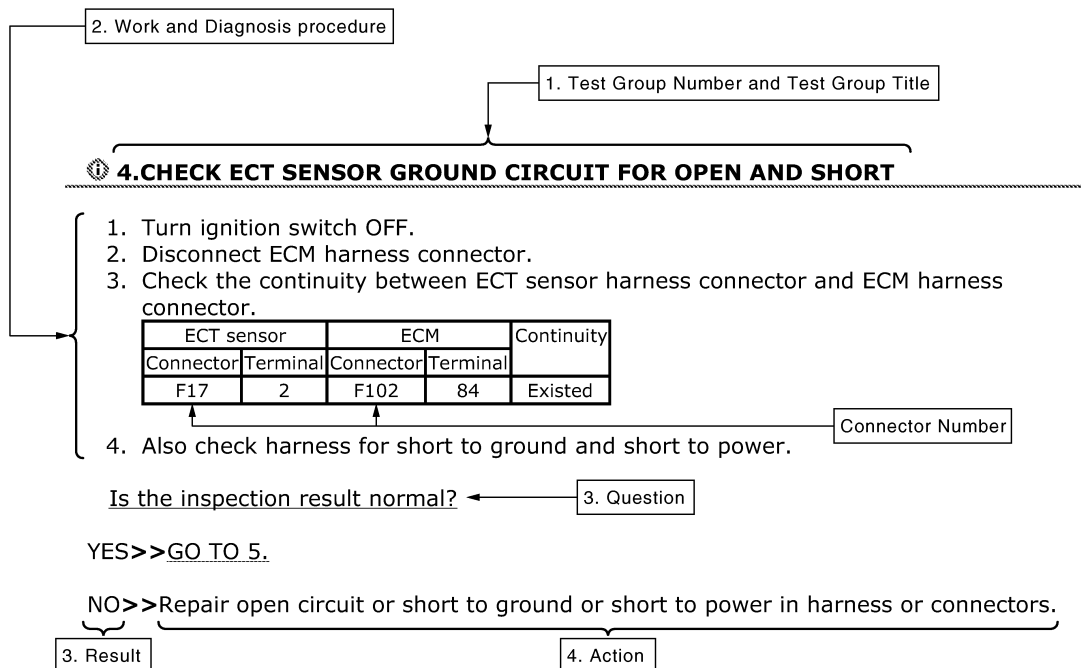 2. Work and Diagnosis procedure
1. Test Group Number and Test Group Title
4.CHECK ECT SENSOR GROUND CIRCUIT FOR OPEN AND SHORT
1. Turn ignition switch OFF.
2. Disconnect ECM harness connector.
3. Check the continuity between ECT sensor harness connector and ECM harness
connector.
ECT sensor ECM Continuity
Connector Terminal Connector Terminal
F17 2 F102 84 Existed
Connector Number
4. Also check harness for short to ground and short to power.
Is the inspection result normal?
3. Question
YES>>GO TO 5.
NO>>Repair open circuit or short to ground or short to power in harness or connectors.
3. Result
4. Action